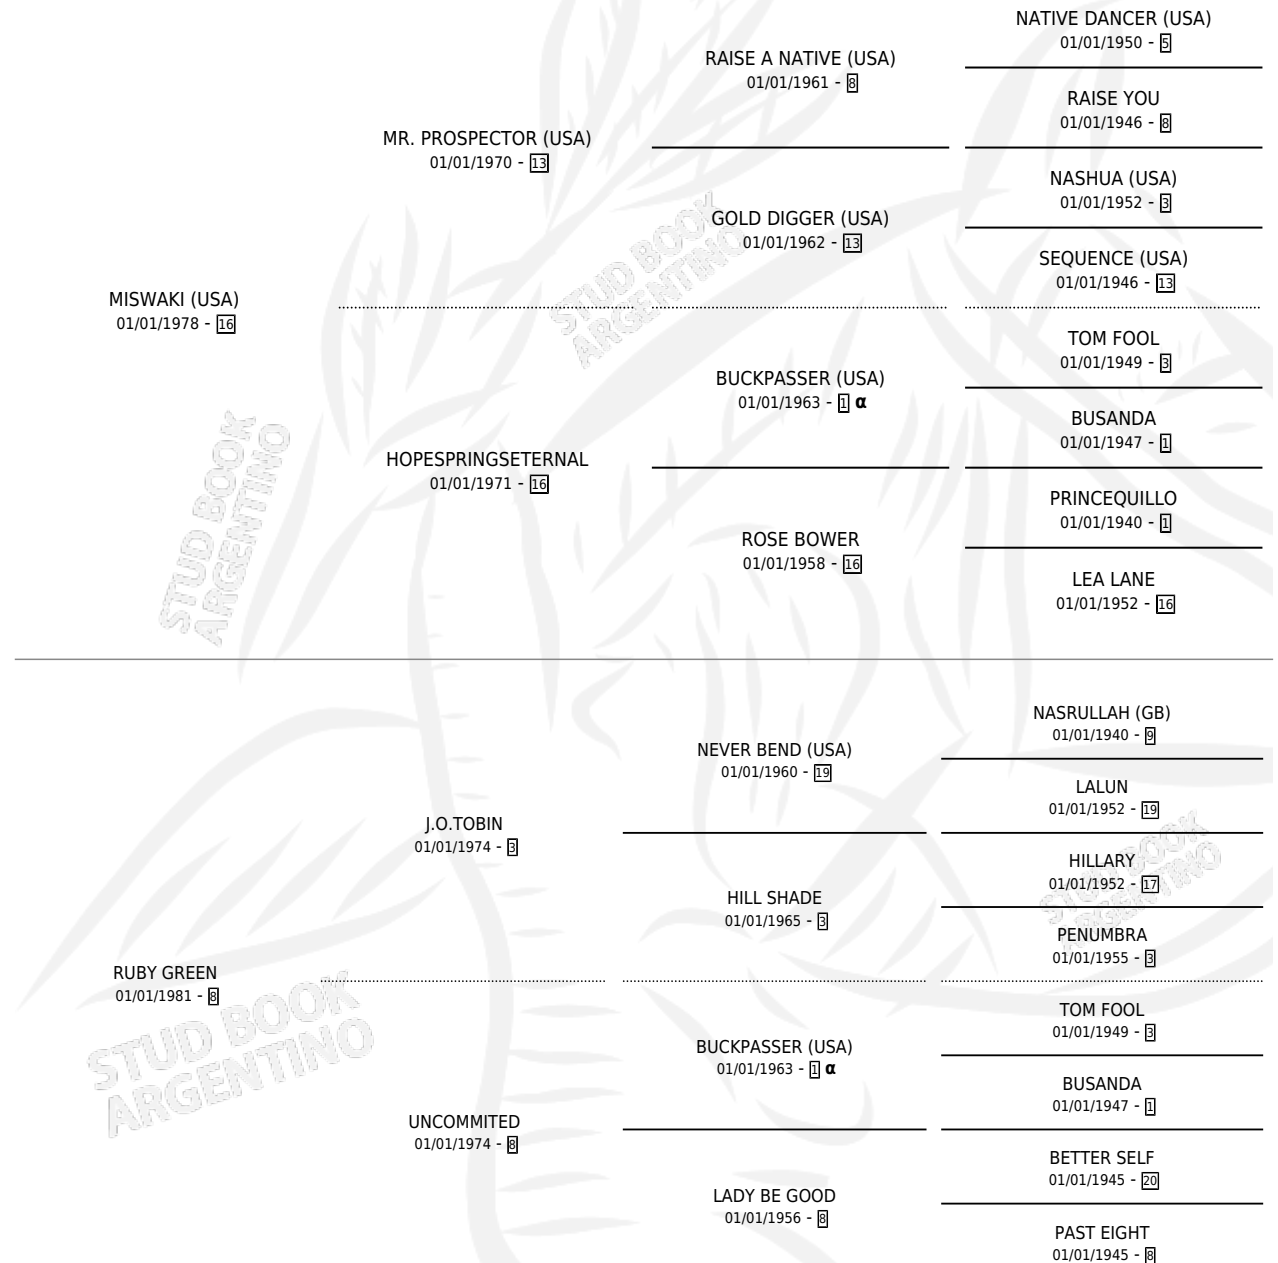 NATIVE DANCER (USA)
01/01/1950 - 5
RAISE A NATIVE (USA)
01/01/1961 - 8
RAISE YOU
01/01/1946 - 8
MR. PROSPECTOR (USA)
01/01/1970 - 13
NASHUA (USA)
01/01/1952 - 3
GOLD DIGGER (USA)
01/01/1962 - 13
SEQUENCE (USA)
01/01/1946 - 13
STUD BOOK
ARGENTINO
MISWAKI (USA)
01/01/1978 - 16
TOM FOOL
01/01/1949 - 3
BUCKPASSER (USA)
01/01/1963 - 1 α
BUSANDA
01/01/1947 - 1
HOPESPRINGSETERNAL
01/01/1971 - 16
PRINCEQUILLO
01/01/1940 - 1
ROSE BOWER
01/01/1958 - 16
LEA LANE
01/01/1952 - 16
STUD BOOK
ARGENTINO
NASRULLAH (GB)
01/01/1940 - 9
NEVER BEND (USA)
01/01/1960 - 19
LALUN
01/01/1952 - 19
J.O.TOBIN
01/01/1974 - 3
HILLARY
01/01/1952 - 17
HILL SHADE
01/01/1965 - 3
PENUMBRA
01/01/1955 - 3
STUD BOOK
ARGENTINO
RUBY GREEN
01/01/1981 - 8
TOM FOOL
01/01/1949 - 3
BUCKPASSER (USA)
01/01/1963 - 1 α
BUSANDA
01/01/1947 - 1
STUD BOOK
ARGENTINO
UNCOMMITED
01/01/1974 - 8
BETTER SELF
01/01/1945 - 20
LADY BE GOOD
01/01/1956 - 8
PAST EIGHT
01/01/1945 - 8